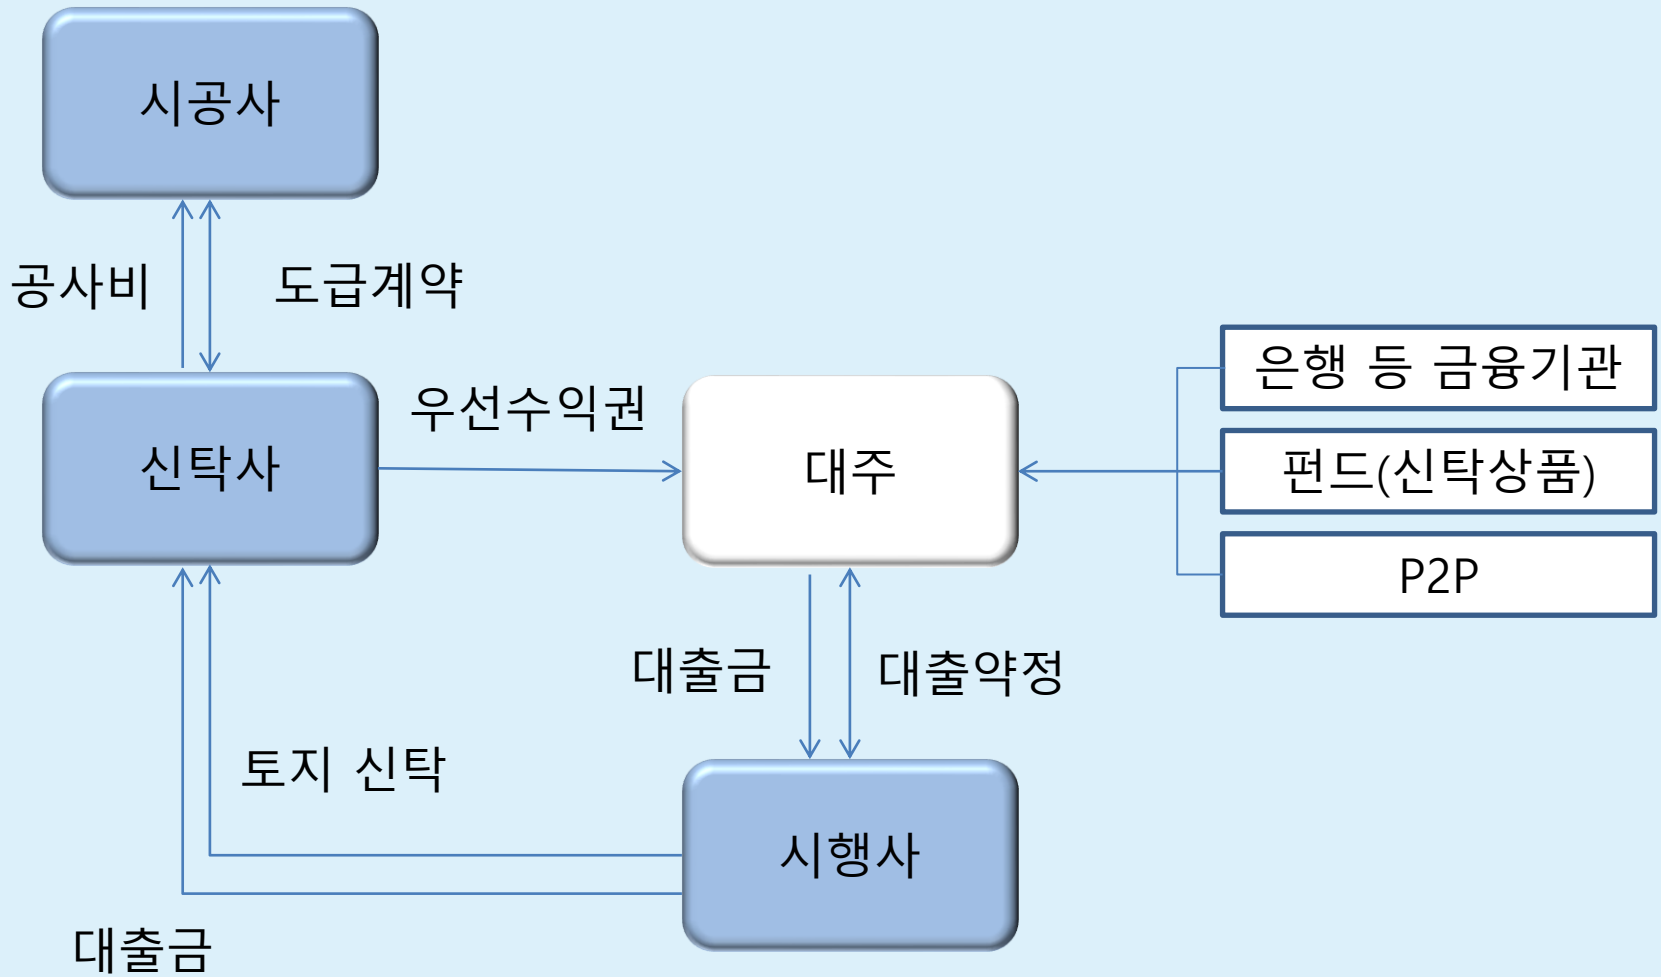 시공사
공사비
도급계약
신탁사
우선수익권
대주
은행 등 금융기관
펀드(신탁상품)
P2P
대출금
대출약정
토지 신탁
시행사
대출금